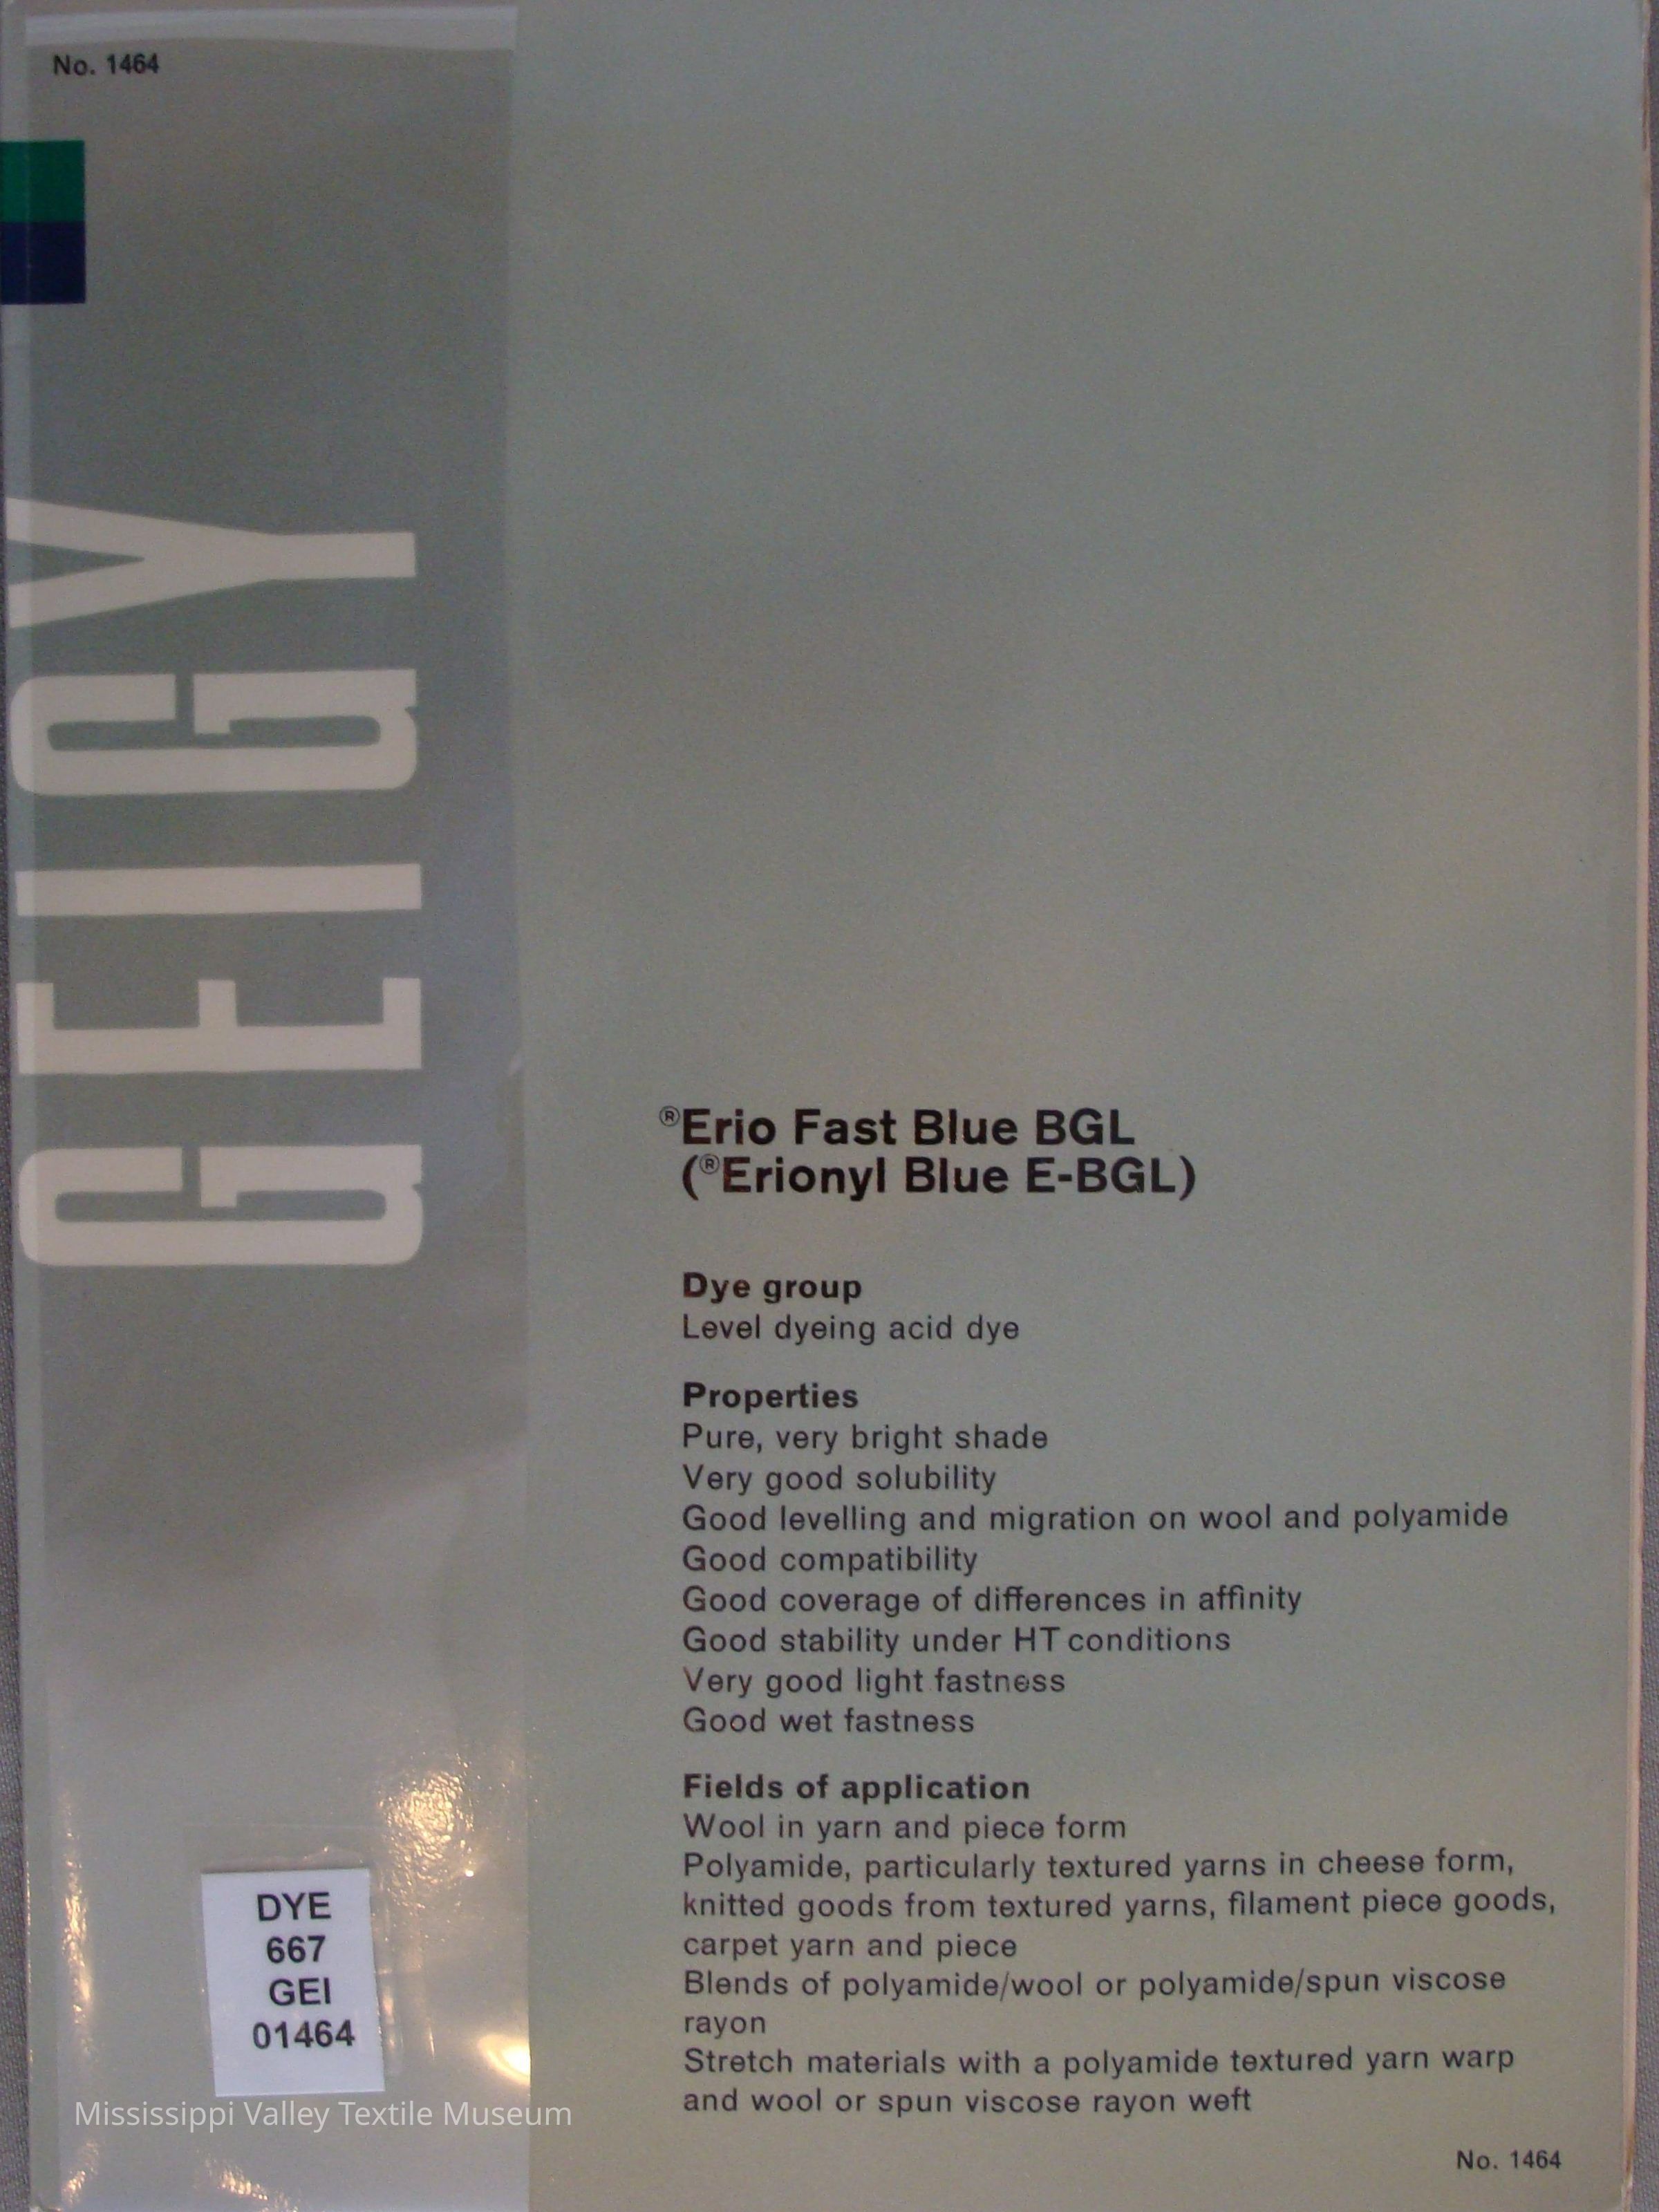 No. 1464
GEIGY
®Erio Fast Blue BGL
(®Erionyl Blue E-BGL)
Dye group
Level dyeing acid dye
Properties
Pure, very bright shade
Very good solubility
Good levelling and migration on wool and polyamide
Good compatibility
Good coverage of differences in affinity
Good stability under HT conditions
Very good light fastness
Good wet fastness
Fields of application
Wool in yarn and piece form
Polyamide, particularly textured yarns in cheese form,
knitted goods from textured yarns, filament piece goods,
carpet yarn and piece
Blends of polyamide/wool or polyamide/spun viscose
rayon
Stretch materials with a polyamide textured yarn warp
and wool or spun viscose rayon weft
No. 1464
DYE
667
GEI
01464
Mississippi Valley Textile Museum